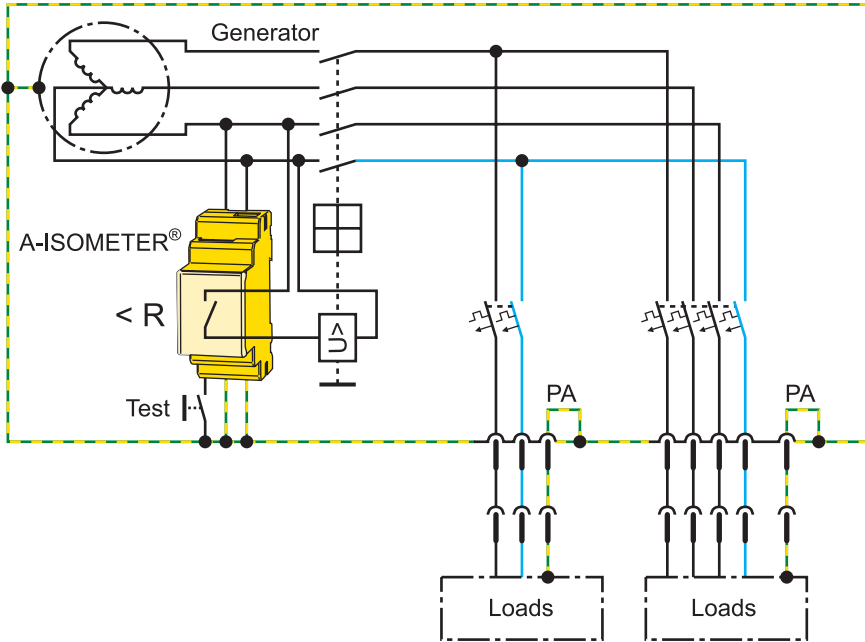 Generator
A-ISOMETER®
< R
U>
Test
PA
PA
Loads
Loads